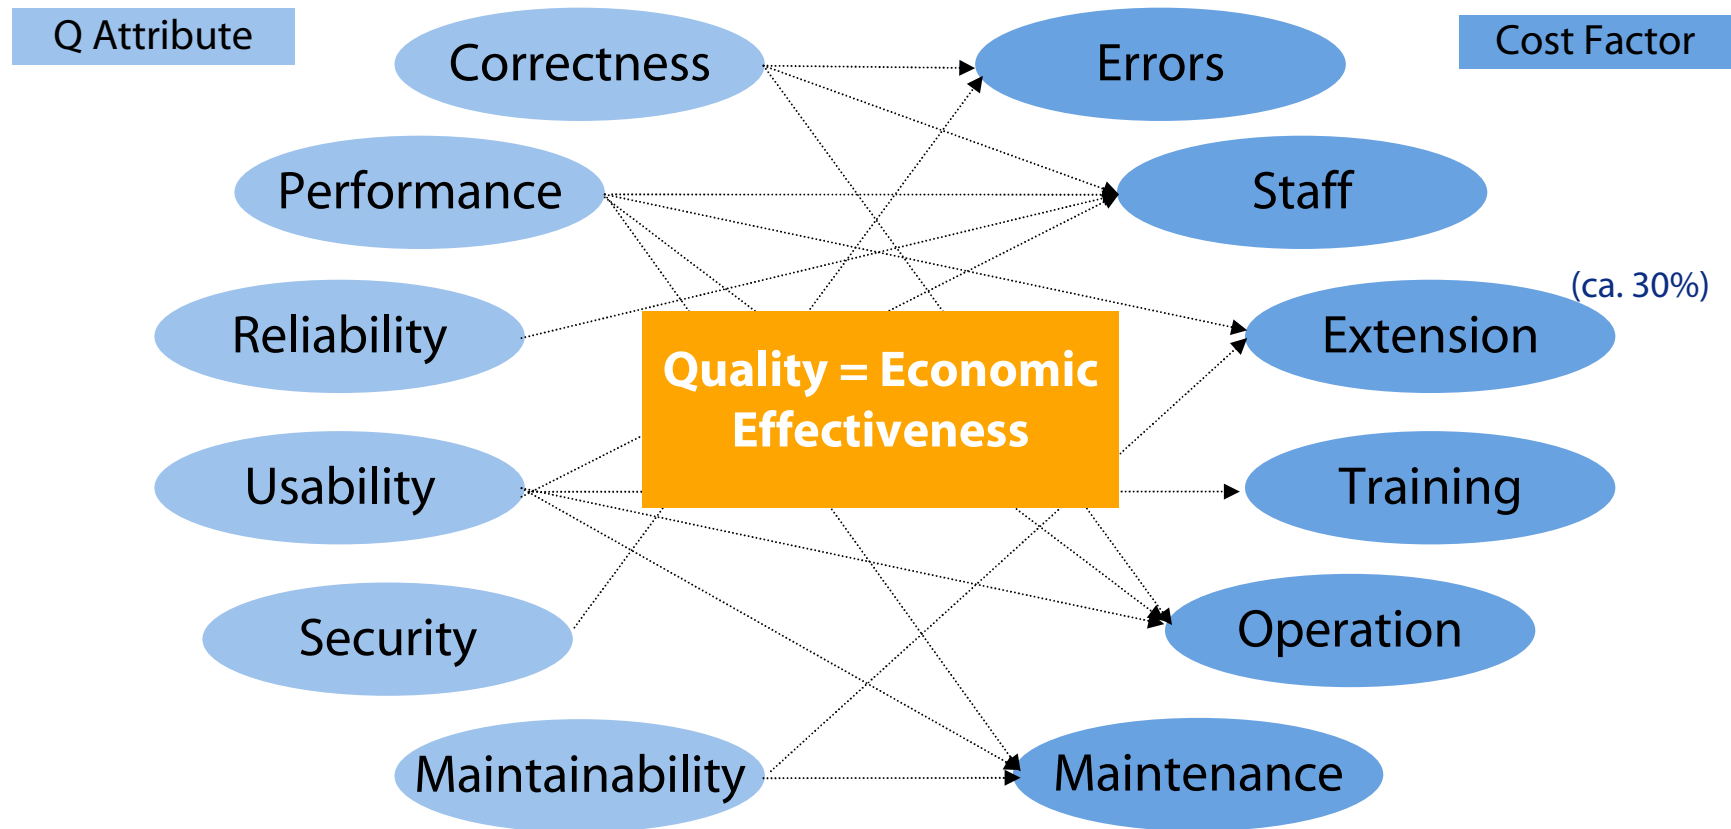 Q Attribute
Correctness
Errors
Cost Factor
Performance
Staff
(ca. 30%)
Reliability
Extension
Quality = Economic
Effectiveness
Usability
Training
Security
Operation
Maintainability
Maintenance